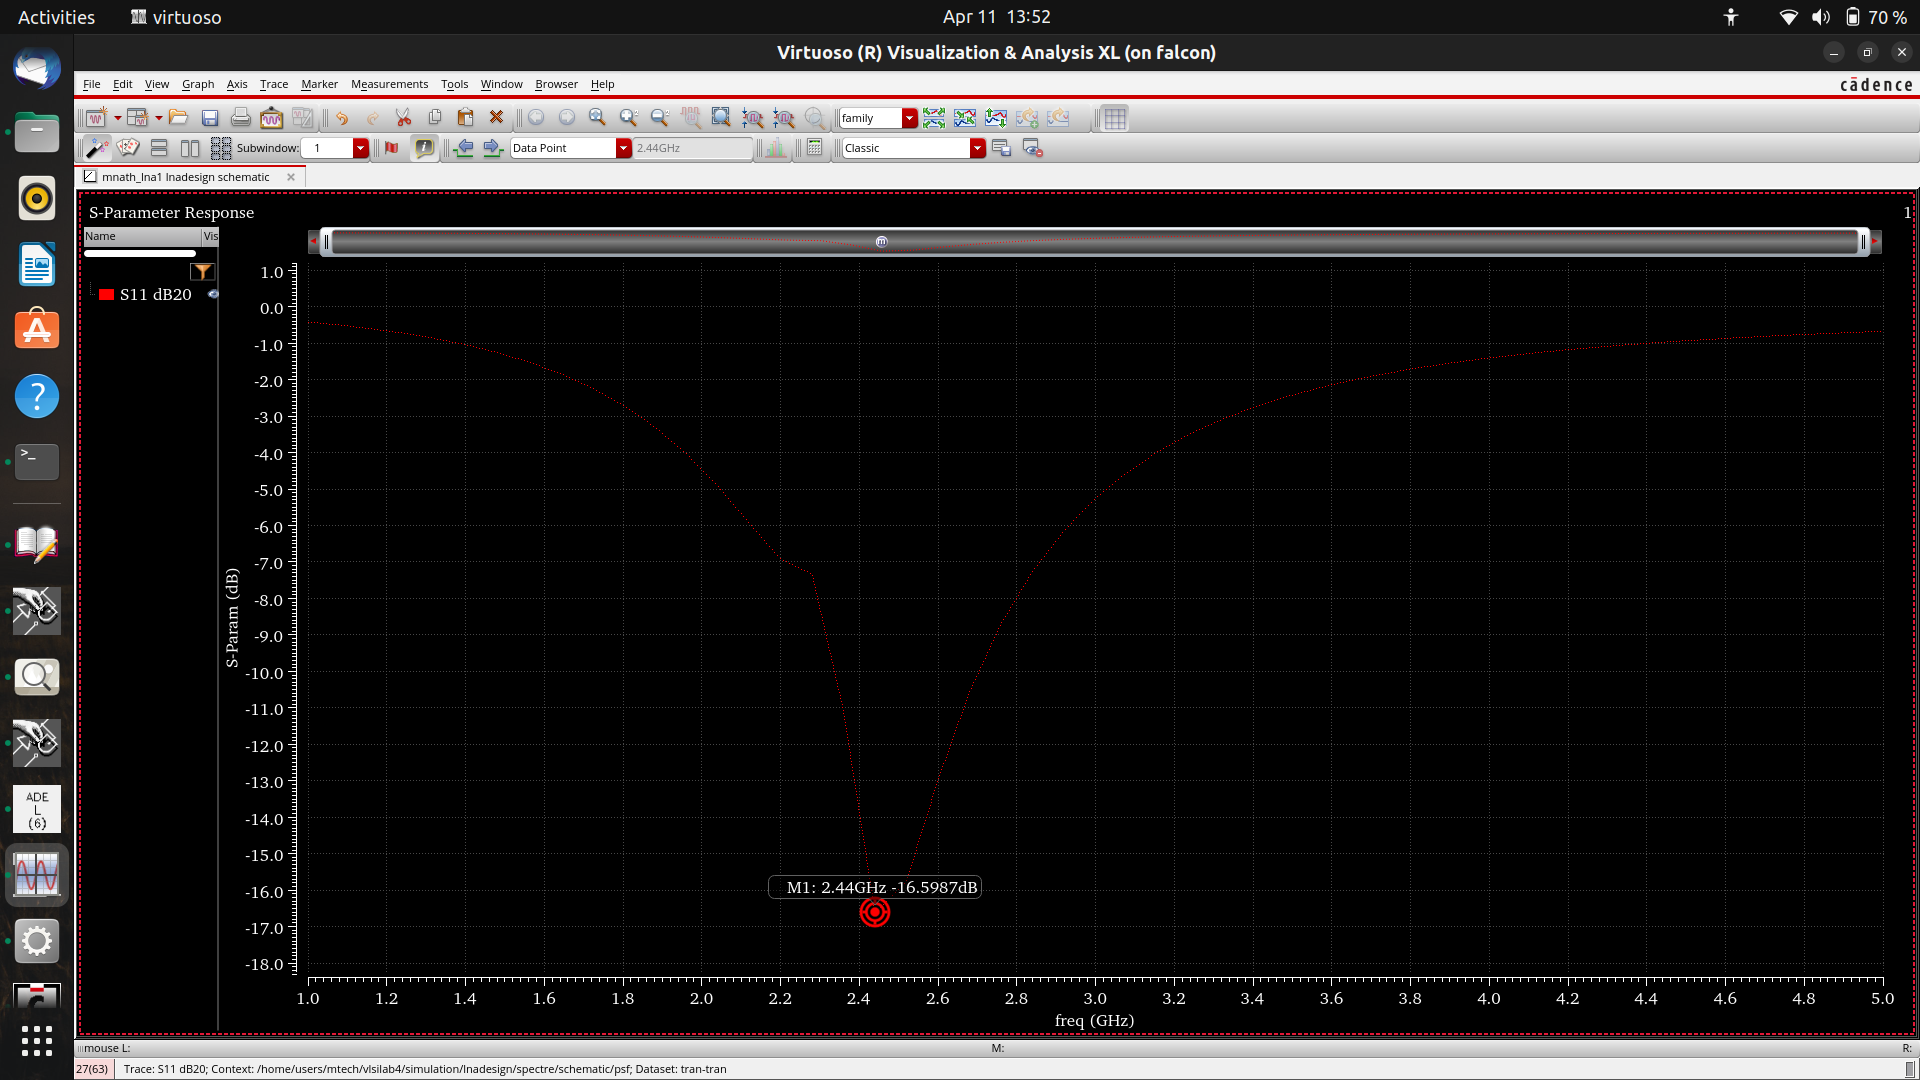 Activities
virtuoso
Apr 11 13:52
70 %
Virtuoso (R) Visualization & Analysis XL (on falcon)
File Edit View Graph Axis Trace Marker Measurements Tools Window Browser Help
cādence
family
Subwindow: 1
Data Point
2.44GHz
Classic
mnath_lna1 lnadesign schematic
S-Parameter Response
1
Name Vis
m
S11 dB20
1.0
0.0
-1.0
-2.0
-3.0
-4.0
-5.0
-6.0
-7.0
-8.0
-9.0
-10.0
-11.0
-12.0
-13.0
-14.0
-15.0
-16.0
-17.0
-18.0
S-Param (dB)
M1: 2.44GHz -16.5987dB
1.0 1.2 1.4 1.6 1.8 2.0 2.2 2.4 2.6 2.8 3.0 3.2 3.4 3.6 3.8 4.0 4.2 4.4 4.6 4.8 5.0
freq (GHz)
ADE
L
(6)
mouse L: M: R:
27(63) Trace: S11 dB20; Context: /home/users/mtech/vlsilab4/simulation/lnadesign/spectre/schematic/psf; Dataset: tran-tran